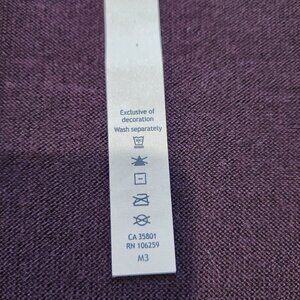 Exclusive of
decoration
Wash separately
CA 35801
RN 106259
M3